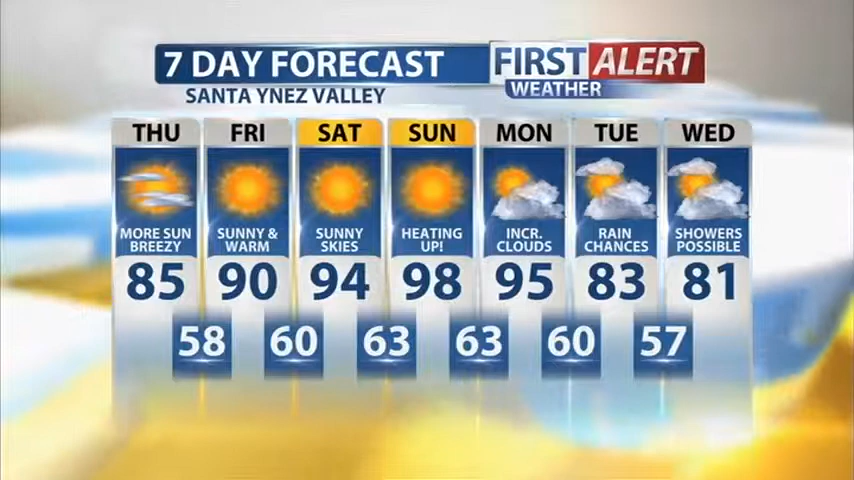 7 DAY FORECAST
FIRST ALERT
WEATHER
SANTA YNEZ VALLEY
THU FRI SAT SUN MON TUE WED
MORE SUN SUNNY & SUNNY HEATING INCR. RAIN SHOWERS
BREEZY WARM SKIES UP! CLOUDS CHANCES POSSIBLE
85 90 94 98 95 83 81
58 60 63 63 60 57